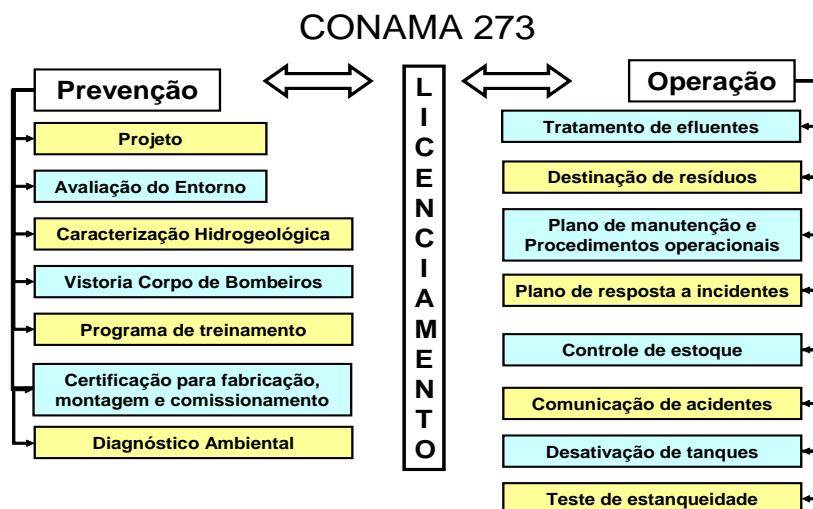 CONAMA 273
Prevenção
Projeto
Avaliação do Entorno
Caracterização Hidrogeológica
Vistoria Corpo de Bombeiros
Programa de treinamento
Certificação para fabricação,
montagem e comissionamento
Diagnóstico Ambiental
L
I
C
E
N
C
I
A
M
E
N
T
O
Operação
Tratamento de efluentes
Destinação de resíduos
Plano de manutenção e
Procedimentos operacionais
Plano de resposta a incidentes
Controle de estoque
Comunicação de acidentes
Desativação de tanques
Teste de estanqueidade